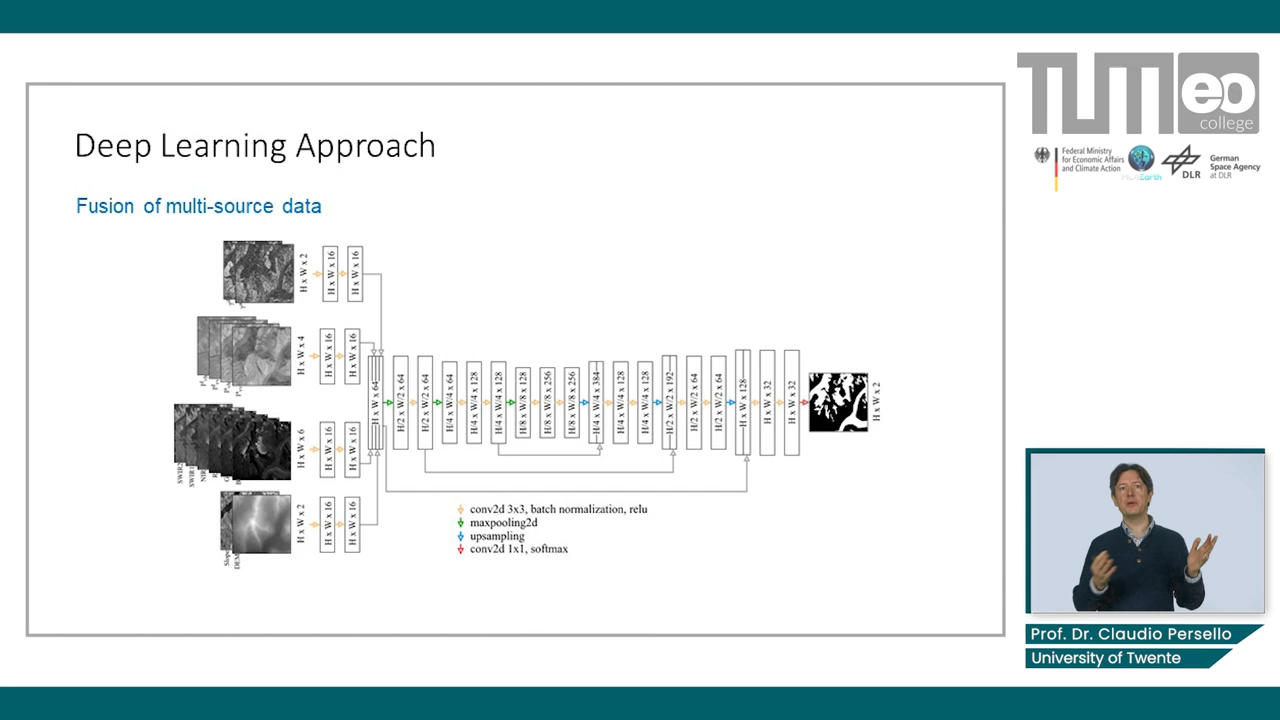 TUM eo
college
Federal Ministry
for Economic Affairs
and Climate Action
DLR
German
Space Agency
at DLR
Deep Learning Approach
Fusion of multi-source data
H x W x 2
H x W x 16
H x W x 16
H x W x 4
H x W x 16
H x W x 16
SWIR2
SWIR1
NIR
H x W x 6
H x W x 16
H x W x 16
Slope
DEM
H x W x 2
H x W x 16
H x W x 16
H x W x 64
H/2 x W/2 x 64
H/2 x W/2 x 64
H/4 x W/4 x 64
H/4 x W/4 x 128
H/4 x W/4 x 128
H/8 x W/8 x 128
H/8 x W/8 x 256
H/8 x W/8 x 256
H/4 x W/4 x 384
H/4 x W/4 x 128
H/4 x W/4 x 128
H/2 x W/2 x 192
H/2 x W/2 x 64
H/2 x W/2 x 64
H x W x 128
H x W x 32
H x W x 32
H x W x 2
conv2d 3x3, batch normalization, relu
maxpooling2d
upsampling
conv2d 1x1, softmax
Prof. Dr. Claudio Persello
University of Twente